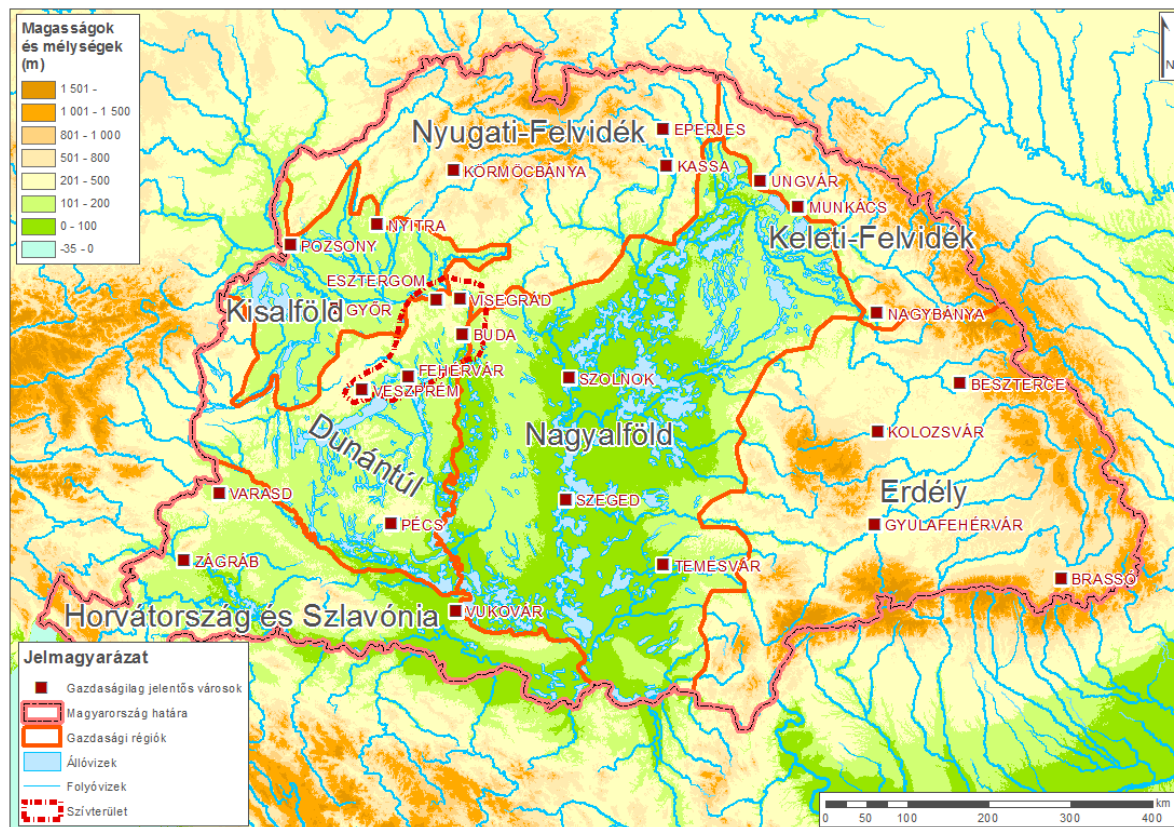 Magasságok
és mélységek
(m)
1 501 -
1 001 - 1 500
801 - 1 000
501 - 800
201 - 500
101 - 200
0 - 100
-35 - 0
N
Nyugati-Felvidék
EPERJES
KASSA
KÖRMÖCBÁNYA
UNGVÁR
MUNKÁCS
Keleti-Felvidék
NYITRA
POZSONY
ESZTERGOM
VISEGRÁD
Kisalföld
GYŐR
BUDA
NAGYBÁNYA
FEHÉRVÁR
VESZPRÉM
SZOLNOK
BESZTERCE
Dunántúl
Nagyalföld
KOLOZSVÁR
VARASD
SZEGED
Erdély
PÉCS
GYULAFEHÉRVÁR
ZÁGRÁB
TEMESVÁR
BRASSÓ
Horvátország és Szlavónia
VUKOVÁR
Jelmagyarázat
Gazdaságilag jelentős városok
Magyarország határa
Gazdasági régiók
Állóvizek
Folyóvizek
Szívterület
km
0 50 100 200 300 400